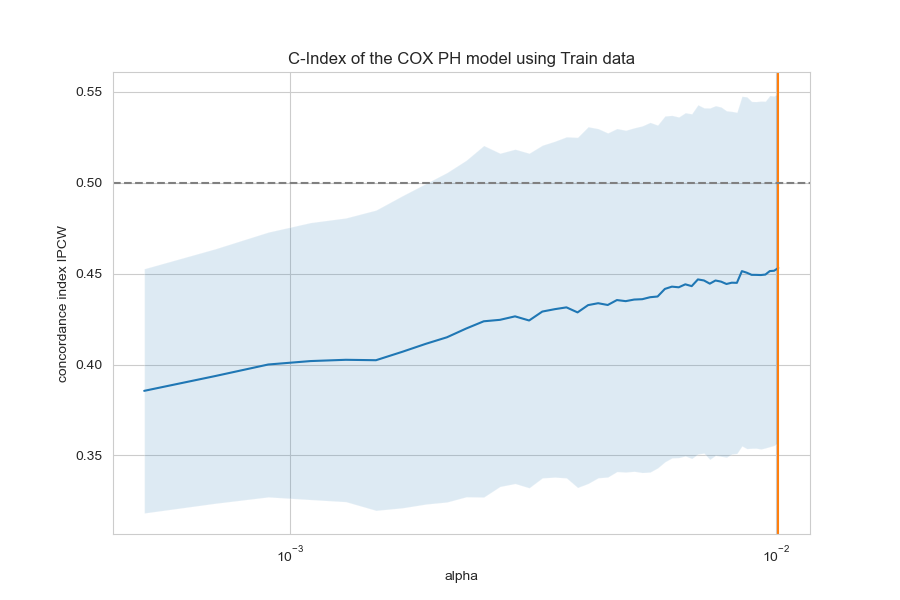 C-Index of the COX PH model using Train data
concordance index IPCW
0.55
0.50
0.45
0.40
0.35
10⁻³
10⁻²
alpha